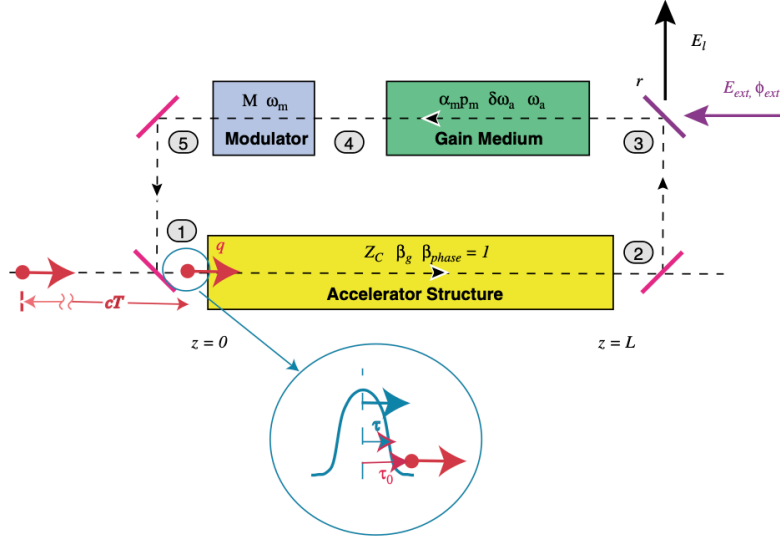 E_l
r
E_ext, ϕ_ext
M ω_m
Modulator
α_m p_m δω_a ω_a
Gain Medium
5
4
3
1
q
Z_C β_g β_phase = 1
Accelerator Structure
2
cT
z = 0
z = L
τ
τ_0